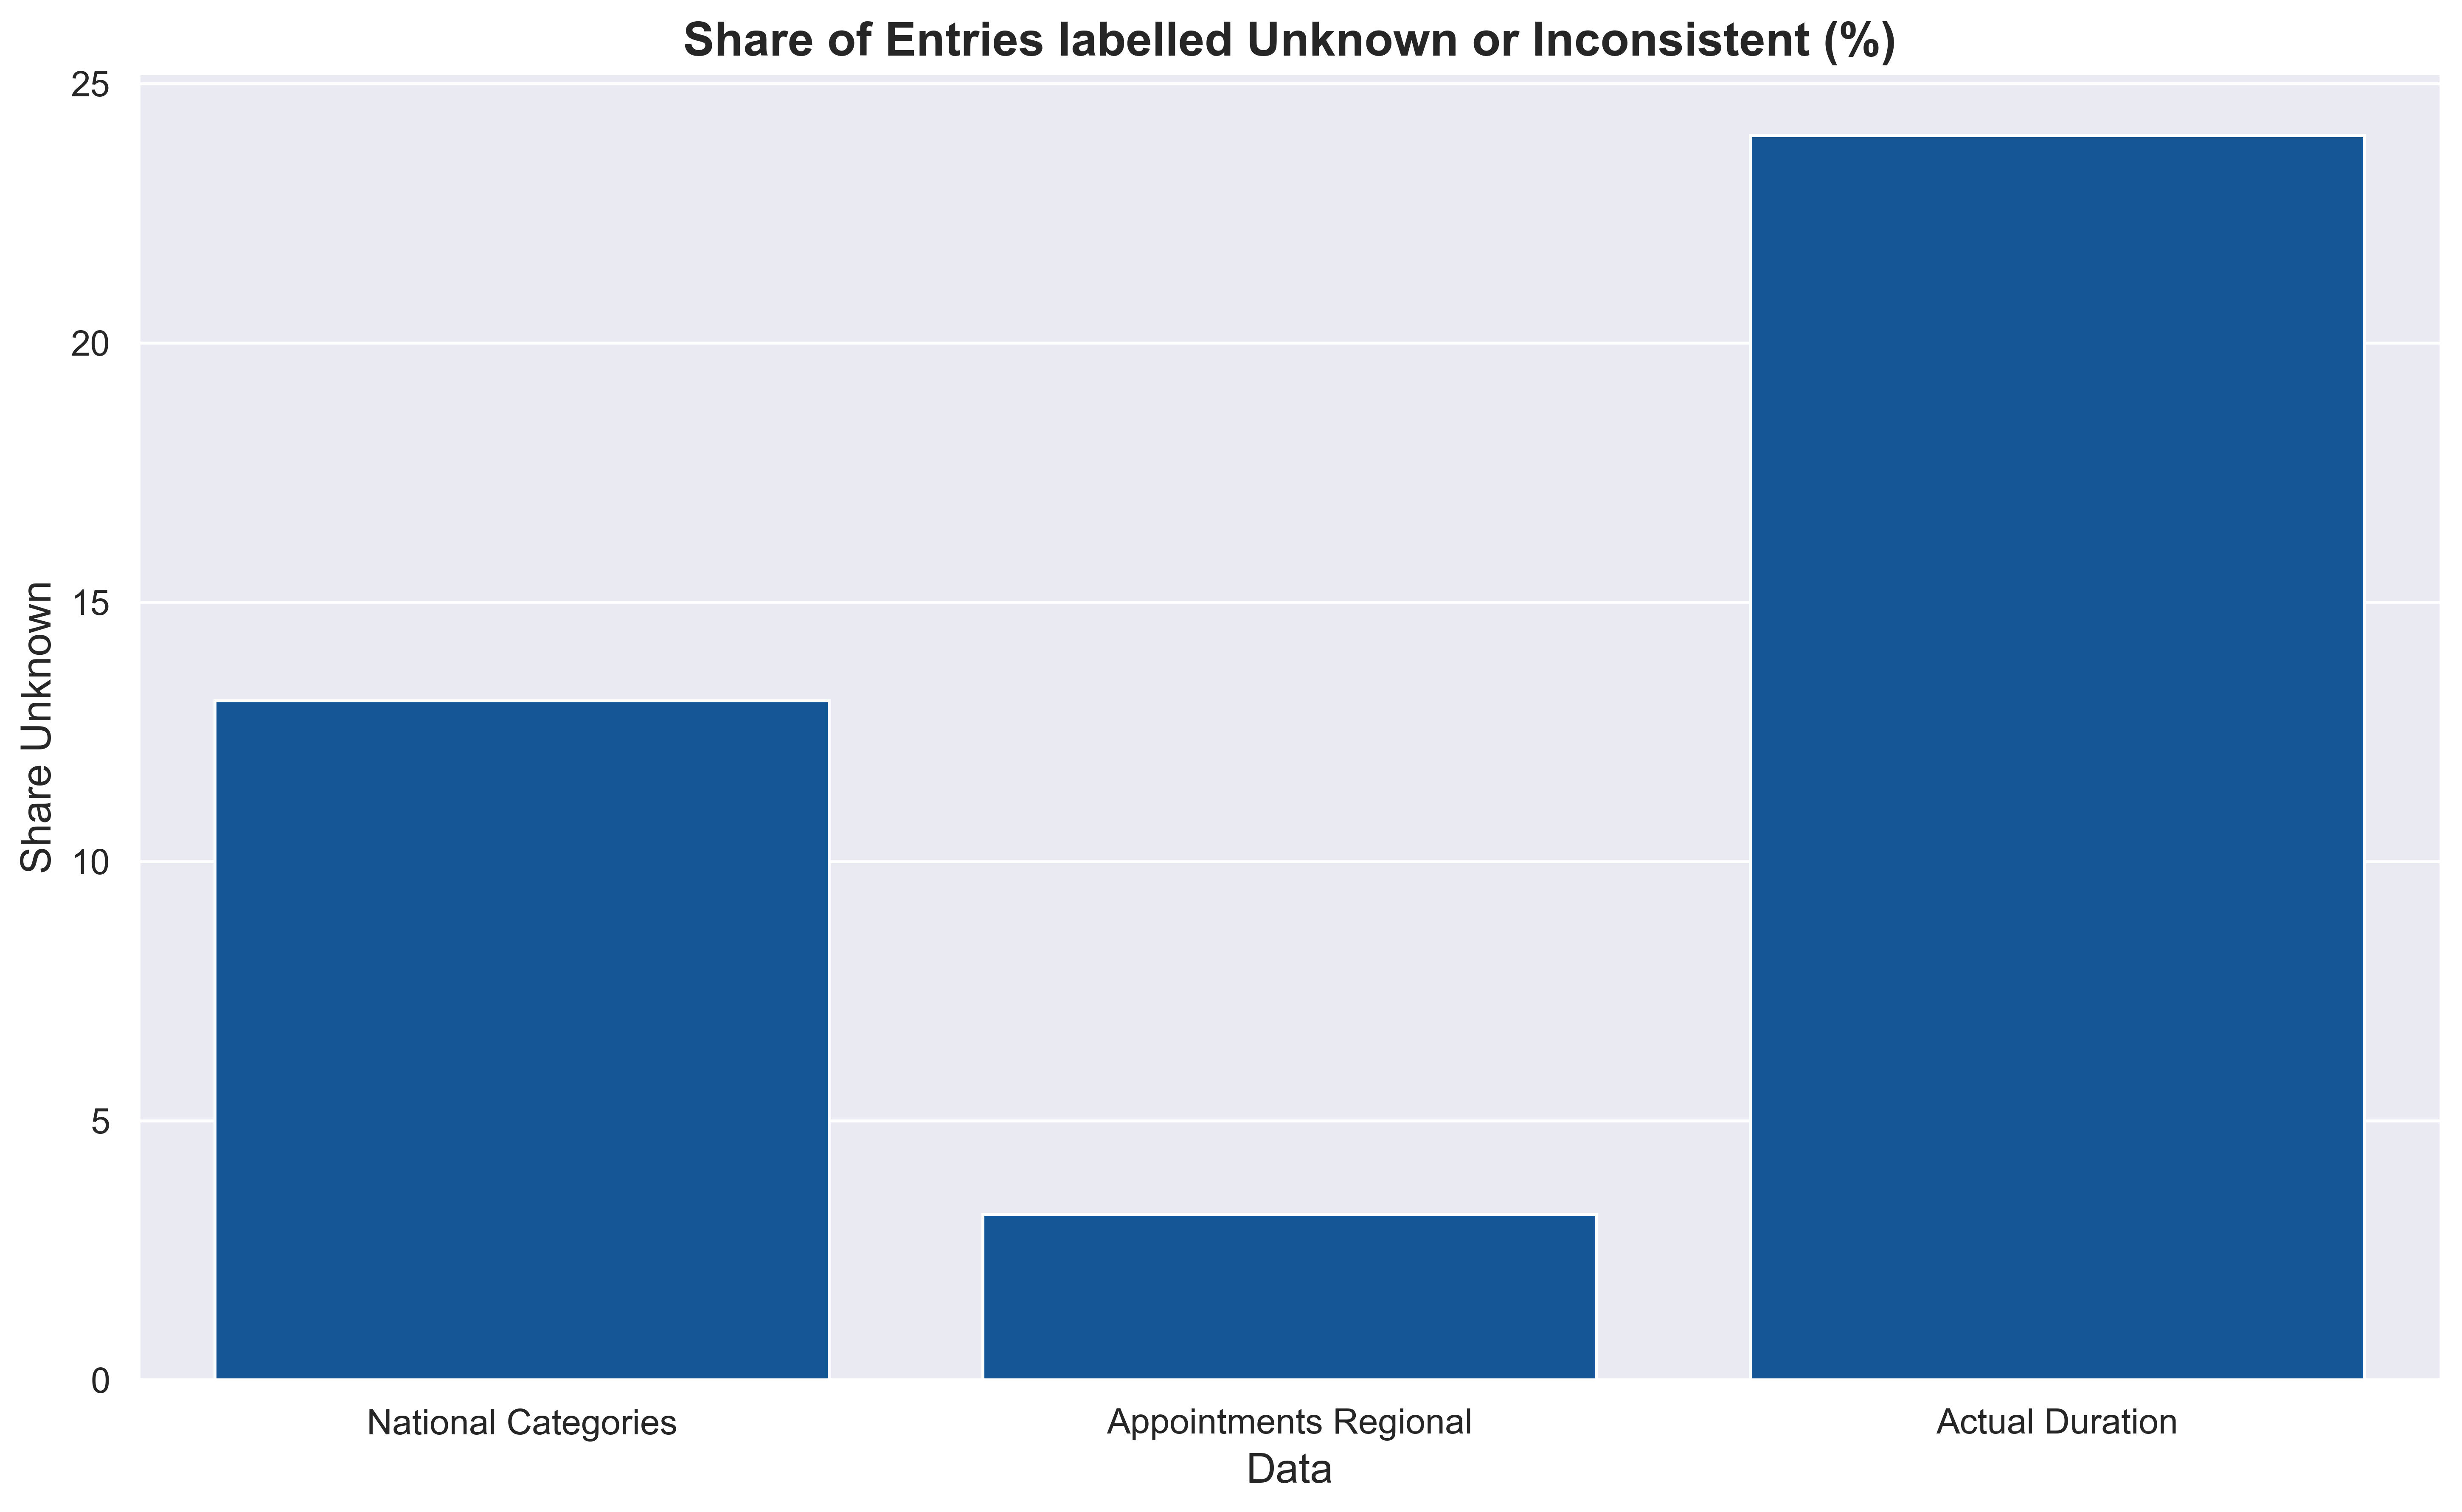 Share of Entries labelled Unknown or Inconsistent (%)
25
20
15
10
5
0
Share Unknown
National Categories
Appointments Regional
Actual Duration
Data